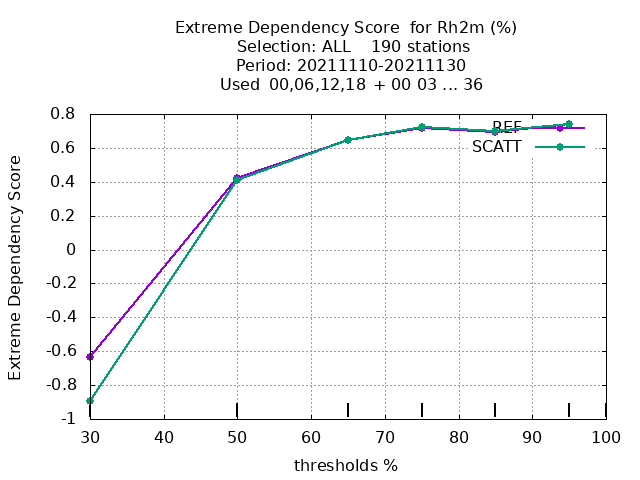 Extreme Dependency Score  for Rh2m (%)
Selection: ALL    190 stations
Period: 20211110-20211130
Used  00,06,12,18  + 00 03 ... 36
Extreme Dependency Score
0.8
0.6
0.4
0.2
0
-0.2
-0.4
-0.6
-0.8
-1
REF
SCATT
30 40 50 60 70 80 90 100
thresholds %